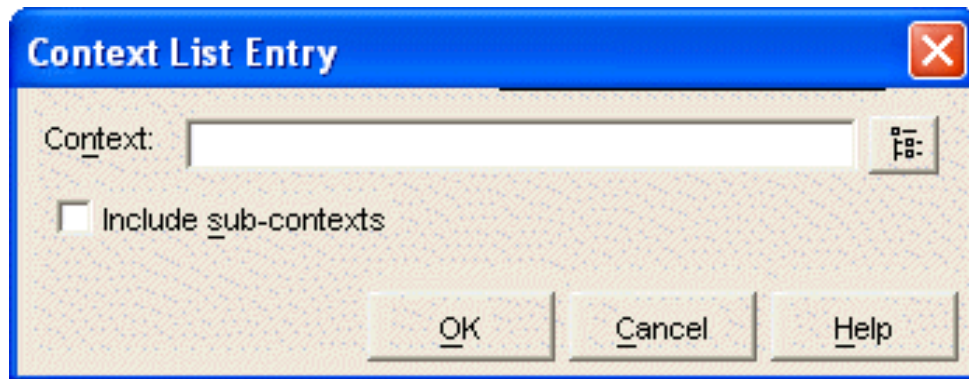 Context List Entry
Context:
Include sub-contexts
OK Cancel Help